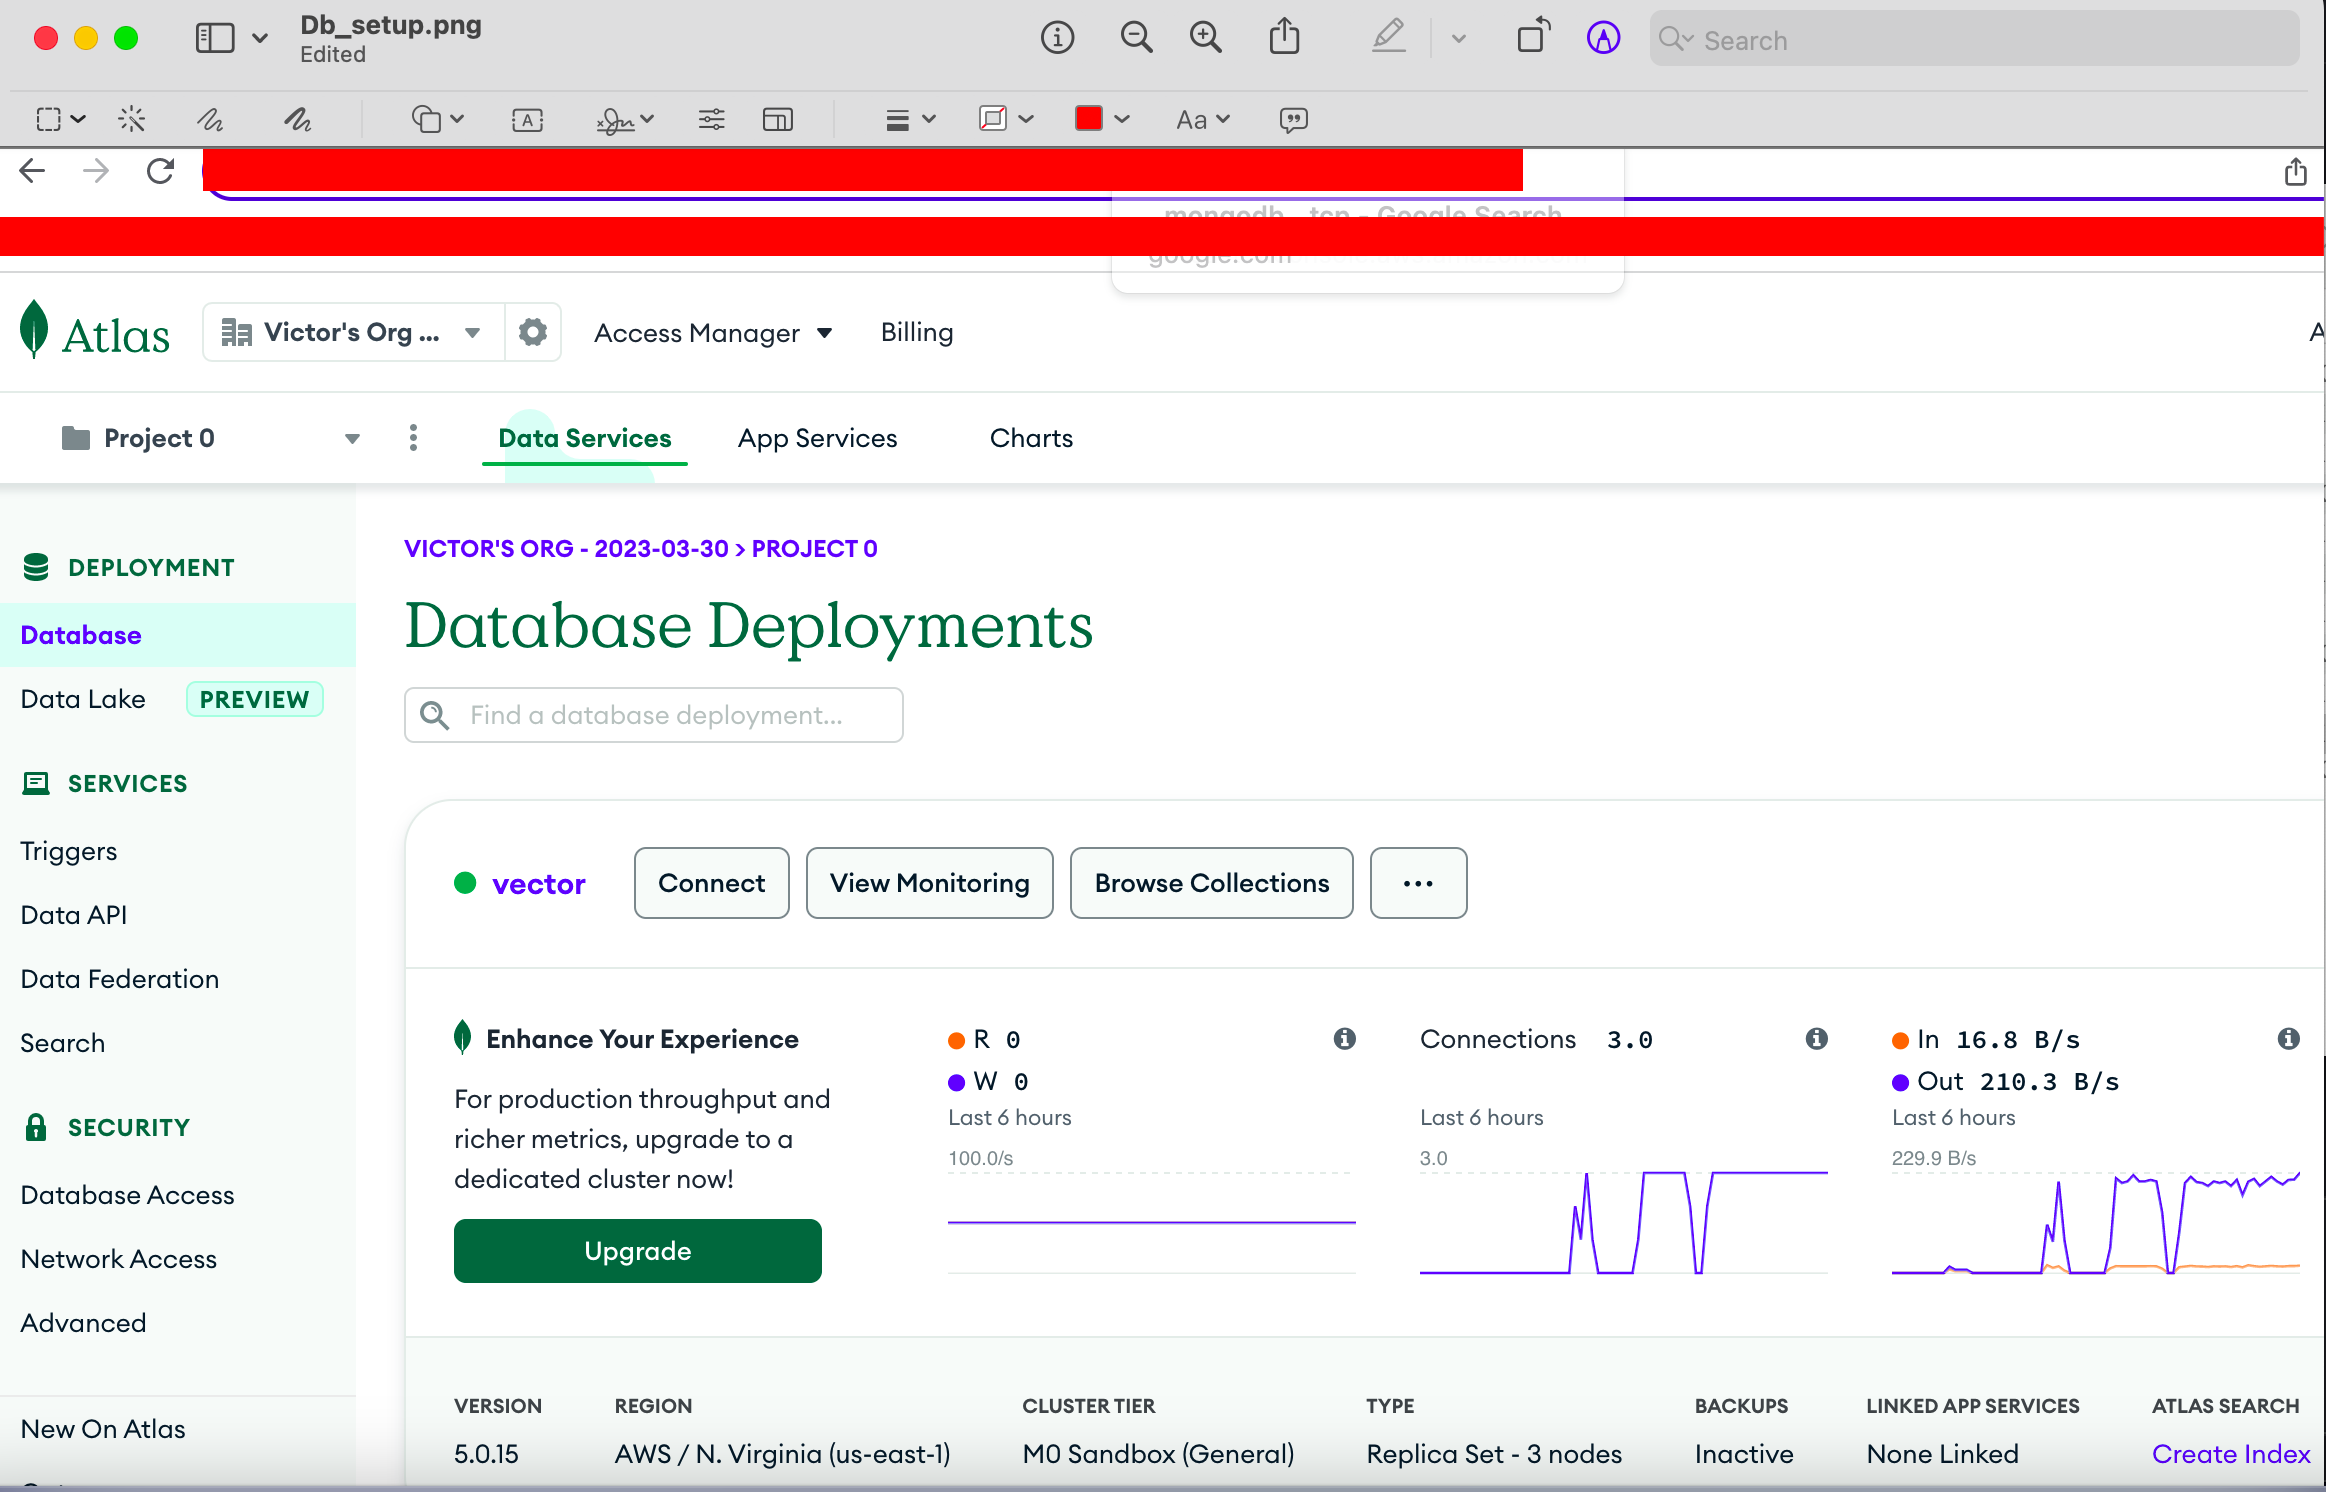 Db_setup.png
Edited
Search
A
Aa
mongodb._tcp - Google Search
google.com
Atlas
Victor's Org ...
Access Manager
Billing
A
Project 0
Data Services
App Services
Charts
DEPLOYMENT
Database
Data Lake
PREVIEW
SERVICES
Triggers
Data API
Data Federation
Search
SECURITY
Database Access
Network Access
Advanced
New On Atlas
VICTOR'S ORG - 2023-03-30 > PROJECT 0
Database Deployments
Find a database deployment...
vector
Connect
View Monitoring
Browse Collections
...
Enhance Your Experience
For production throughput and
richer metrics, upgrade to a
dedicated cluster now!
Upgrade
R 0
W 0
Last 6 hours
100.0/s
Connections 3.0
Last 6 hours
3.0
In 16.8 B/s
Out 210.3 B/s
Last 6 hours
229.9 B/s
VERSION
5.0.15
REGION
AWS / N. Virginia (us-east-1)
CLUSTER TIER
M0 Sandbox (General)
TYPE
Replica Set - 3 nodes
BACKUPS
Inactive
LINKED APP SERVICES
None Linked
ATLAS SEARCH
Create Index